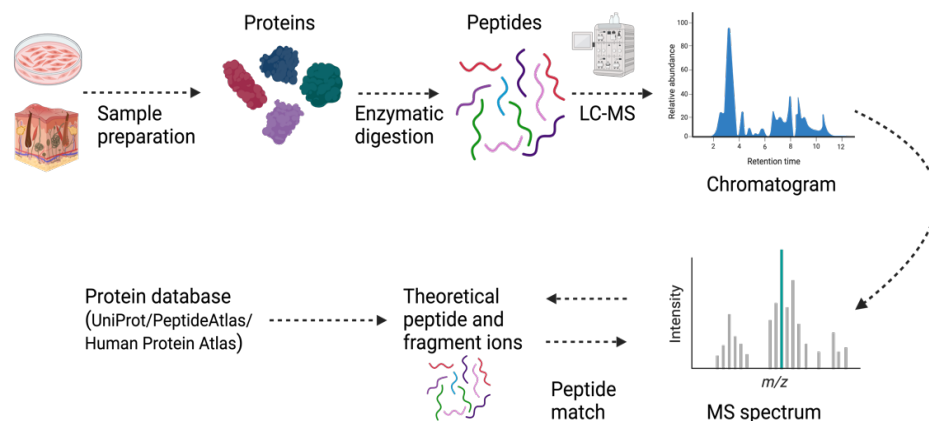 Proteins
Peptides
Sample
preparation
Enzymatic
digestion
LC-MS
Relative abundance
100
80
60
40
20
0
2 4 6 8 10 12
Retention time
Chromatogram
Protein database
(UniProt/PeptideAtlas/
Human Protein Atlas)
Theoretical
peptide and
fragment ions
Peptide
match
Intensity
m/z
MS spectrum